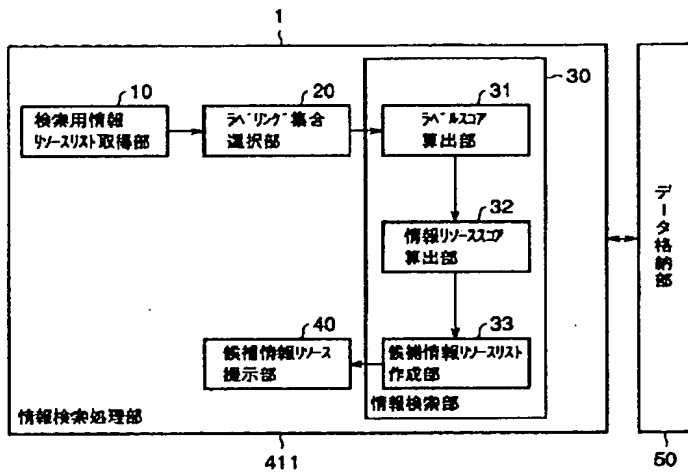 1
30
10
20
31
検索用情報
リソースリスト取得部
ラベリング集合
選択部
ラベルスコア
算出部
32
情報リソーススコア
算出部
データ格納部
40
33
候補情報リソース
提示部
候補情報リソースリスト
作成部
情報検索部
情報検索処理部
411
50